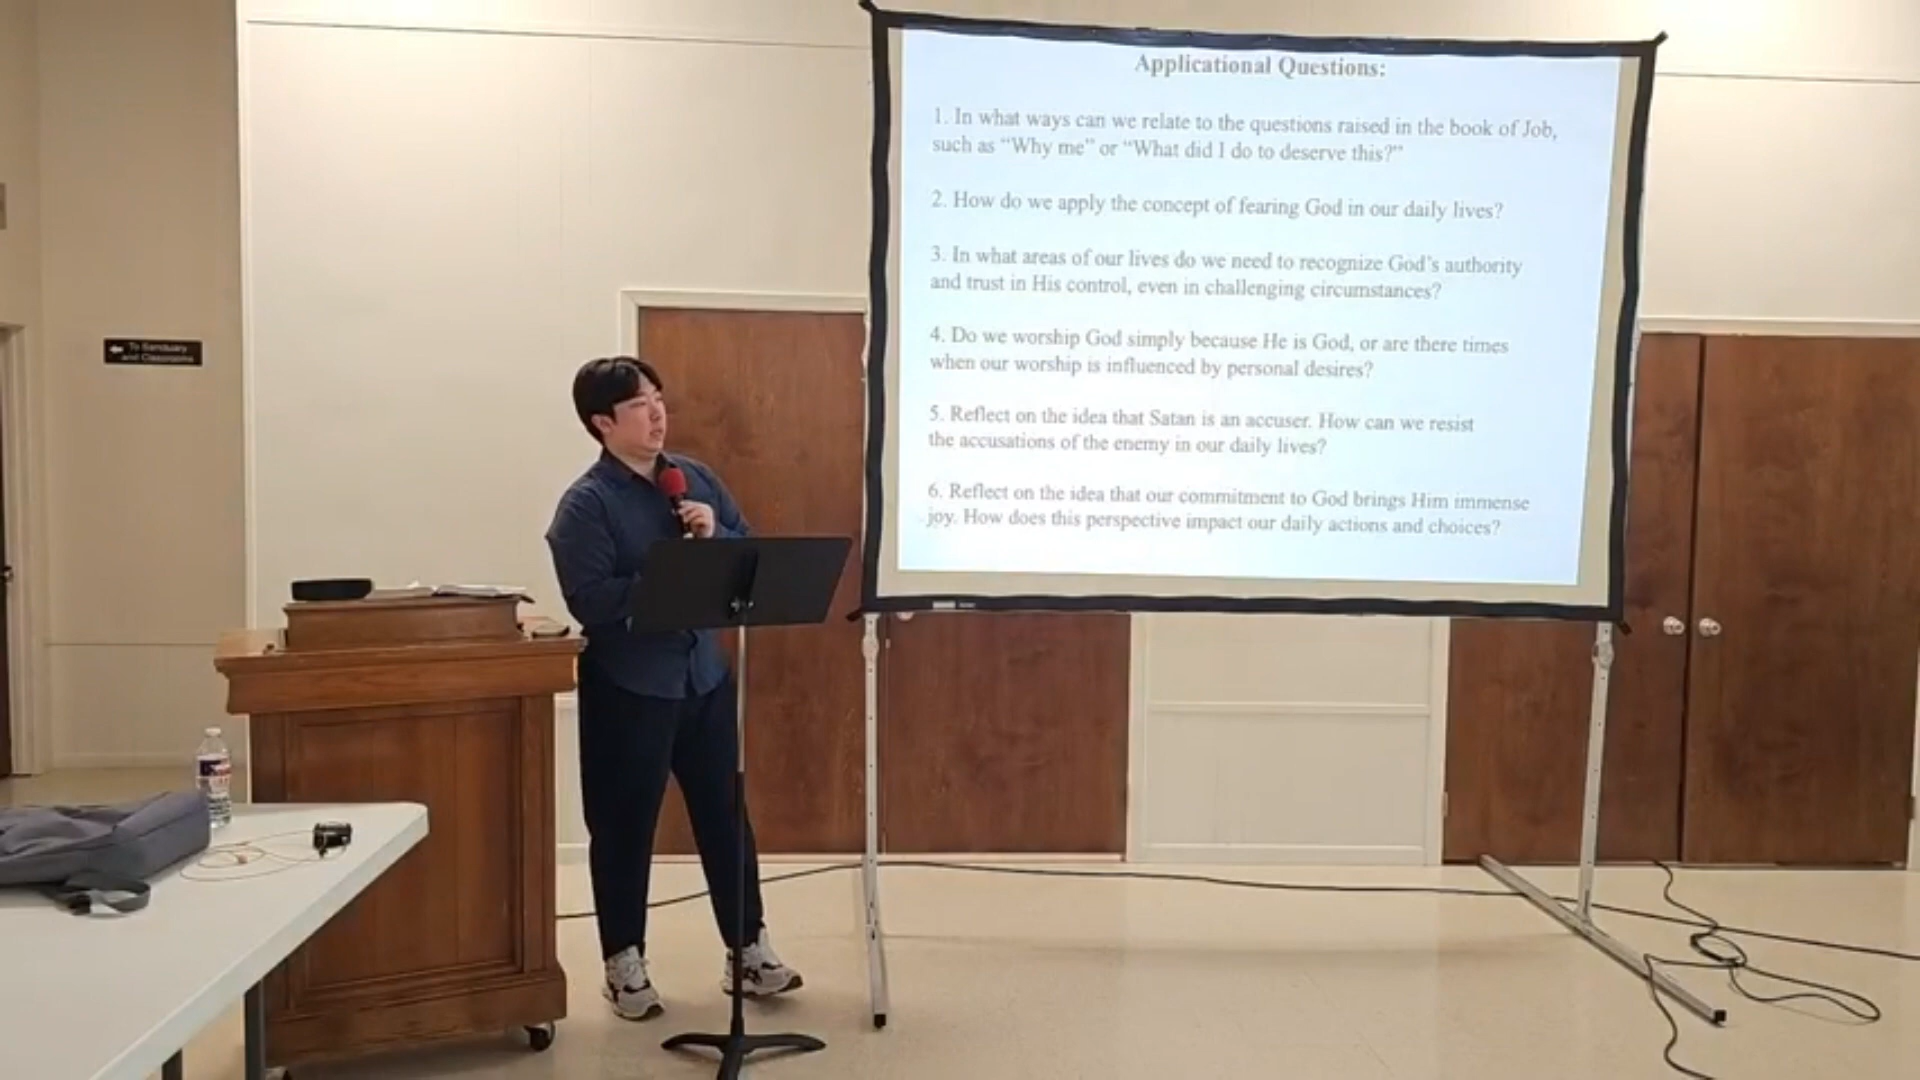 Applicational Questions:
1. In what ways can we relate to the questions raised in the book of Job,
such as “Why me” or “What did I do to deserve this?”
2. How do we apply the concept of fearing God in our daily lives?
3. In what areas of our lives do we need to recognize God’s authority
and trust in His control, even in challenging circumstances?
4. Do we worship God simply because He is God, or are there times
when our worship is influenced by personal desires?
5. Reflect on the idea that Satan is an accuser. How can we resist
the accusations of the enemy in our daily lives?
6. Reflect on the idea that our commitment to God brings Him immense
joy. How does this perspective impact our daily actions and choices?
To Sanctuary
and Classrooms